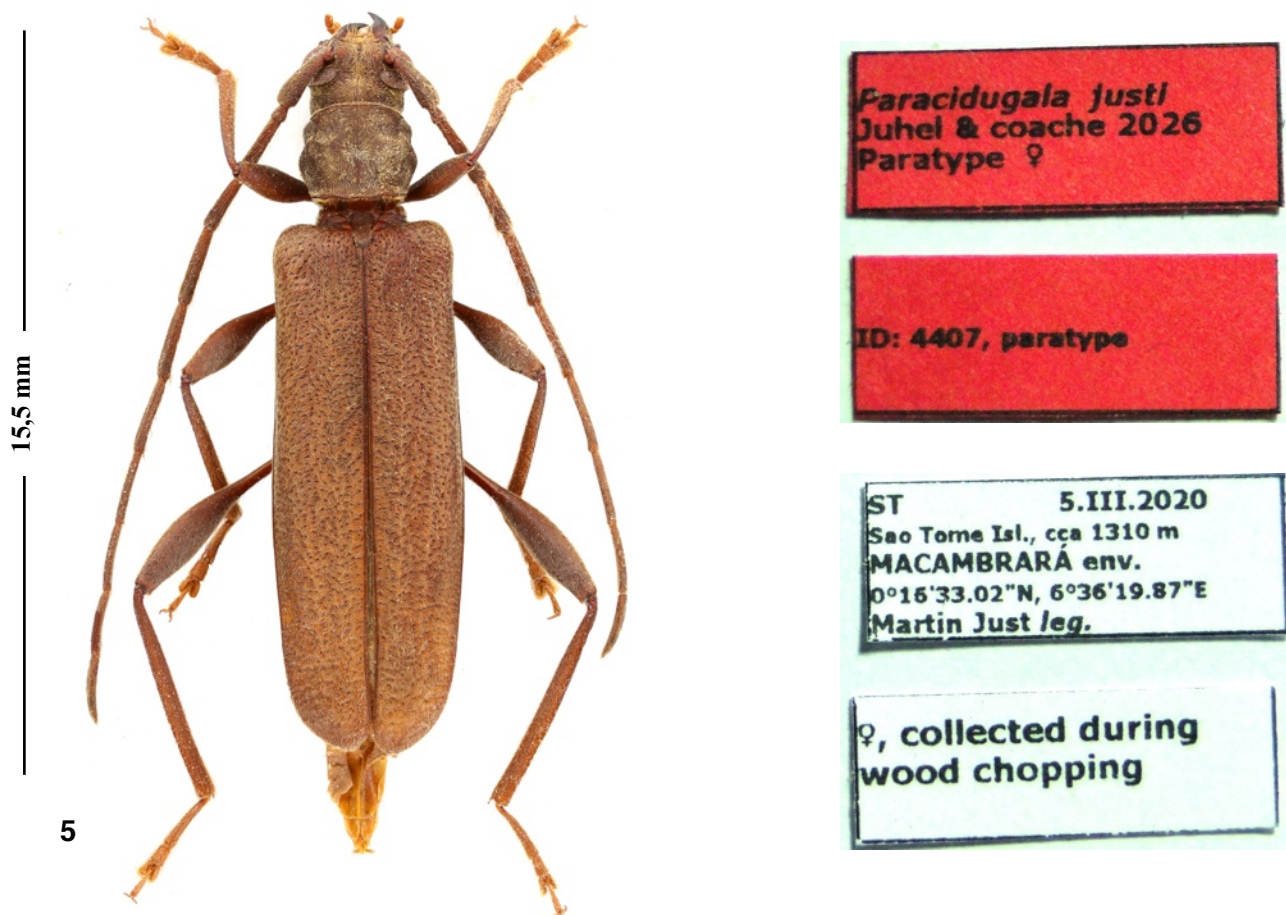 15,5 mm
5
Paracidugala justi
Juhel & coache 2026
Paratype ♀
ID: 4407, paratype
ST 5.III.2020
Sao Tome Isl., cca 1310 m
MACAMBRARÁ env.
0°16'33.02"N, 6°36'19.87"E
Martin Just leg.
♀, collected during
wood chopping